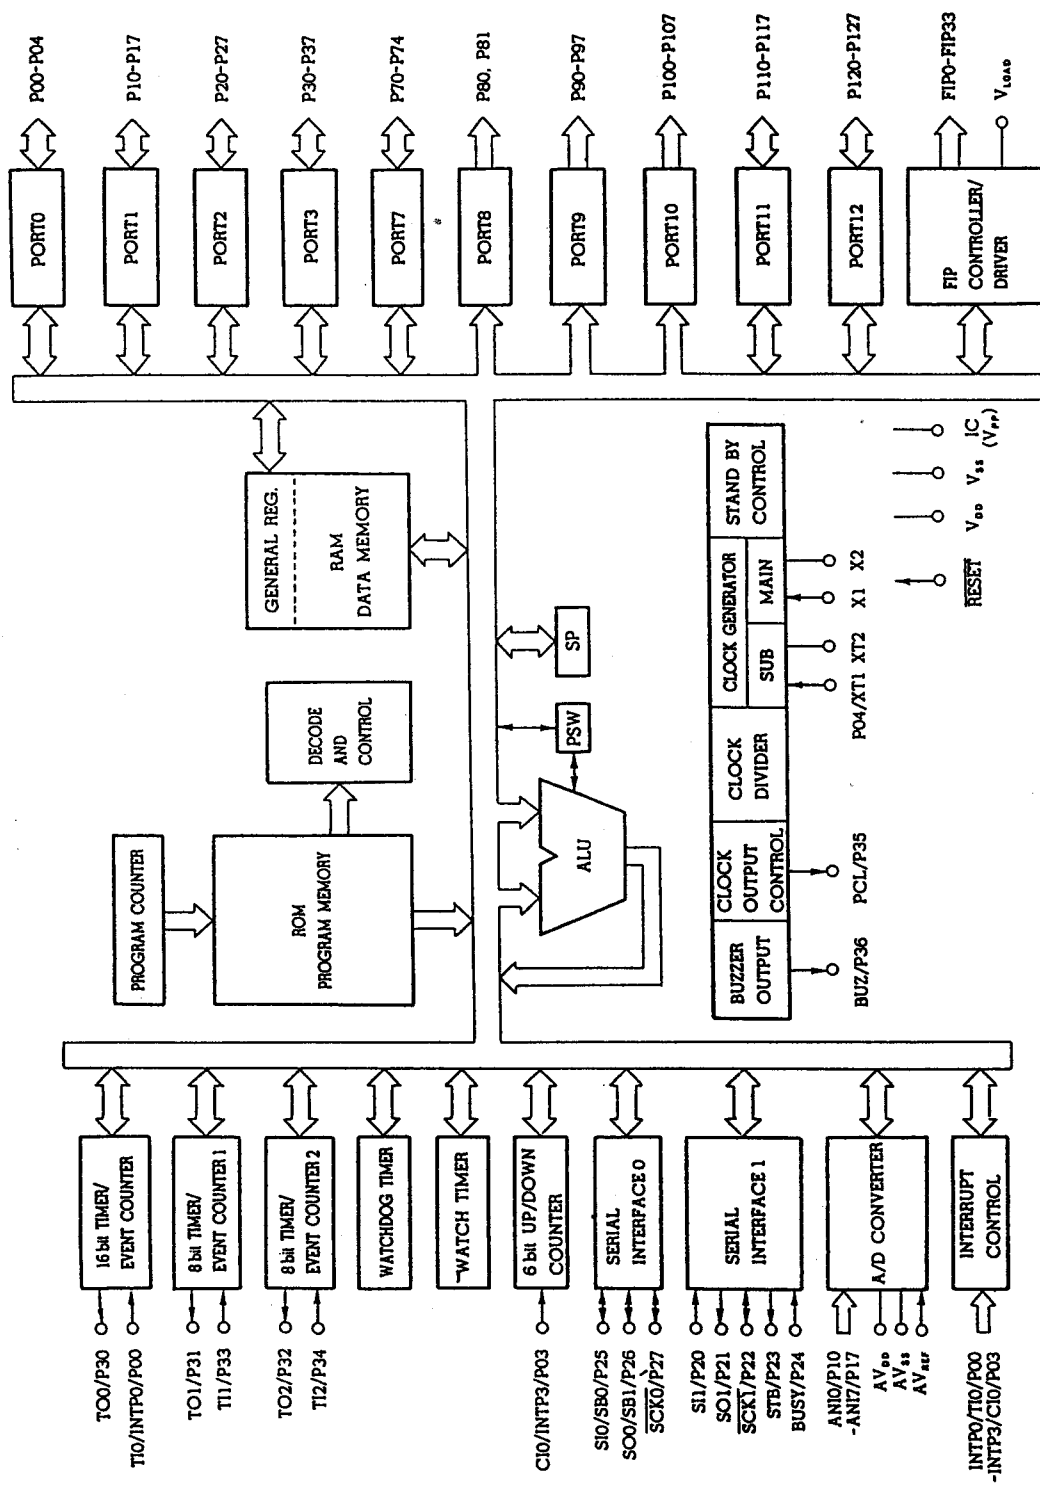 TO0/P30
TI0/INTP0/P00
16 bit TIMER/
EVENT COUNTER
TO1/P31
TI1/P33
8 bit TIMER/
EVENT COUNTER 1
TO2/P32
TI2/P34
8 bit TIMER/
EVENT COUNTER 2
WATCHDOG TIMER
WATCH TIMER
CI0/INTP3/P03
6 bit UP/DOWN
COUNTER
SI0/SB0/P25
SO0/SB1/P26
SCK0/P27
SERIAL
INTERFACE 0
SI1/P20
SO1/P21
SCK1/P22
STB/P23
BUSY/P24
SERIAL
INTERFACE 1
ANI0/P10
-ANI7/P17
AVDD
AVSS
AVREF
A/D CONVERTER
INTP0/TI0/P00
-INTP3/CI0/P03
INTERRUPT
CONTROL
PROGRAM COUNTER
ROM
PROGRAM MEMORY
DECODE
AND
CONTROL
GENERAL REG.
RAM
DATA MEMORY
ALU
PSW
SP
BUZZER
OUTPUT
CLOCK
OUTPUT
CONTROL
CLOCK
DIVIDER
CLOCK GENERATOR
SUB
MAIN
STAND BY
CONTROL
BUZ/P36
PCL/P35
P04/XT1
XT2
X1
X2
RESET
VDD
VSS
IC
(VPP)
PORT0
P00-P04
PORT1
P10-P17
PORT2
P20-P27
PORT3
P30-P37
PORT7
P70-P74
*
PORT8
P80, P81
PORT9
P90-P97
PORT10
P100-P107
PORT11
P110-P117
PORT12
P120-P127
FIP
CONTROLLER/
DRIVER
FIP0-FIP33
VLOAD